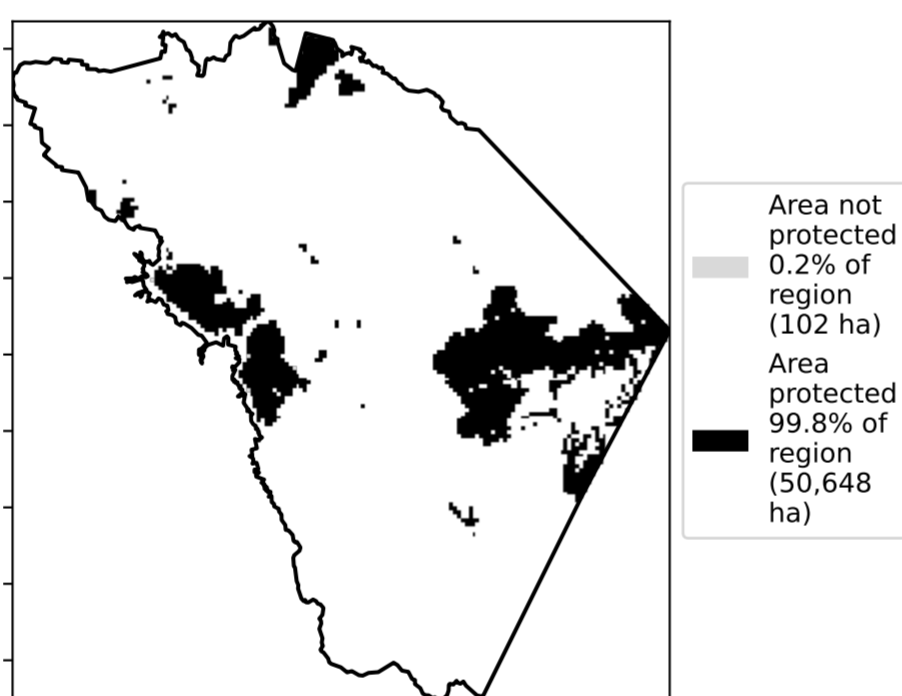 Area not
protected
0.2% of
region
(102 ha)
Area
protected
99.8% of
region
(50,648
ha)